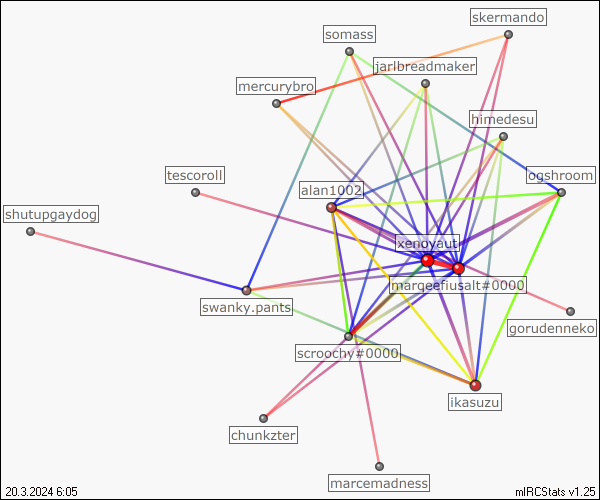 skermando
somass
jarlbreadmaker
mercurybro
himedesu
tescoroll
ogshroom
alan1002
shutupgaydog
xenoyaut
marqeefiusalt#0000
swanky.pants
gorudenneko
scroochy#0000
ikasuzu
chunkzter
marcemadness
20.3.2024 6:05
mIRCStats v1.25